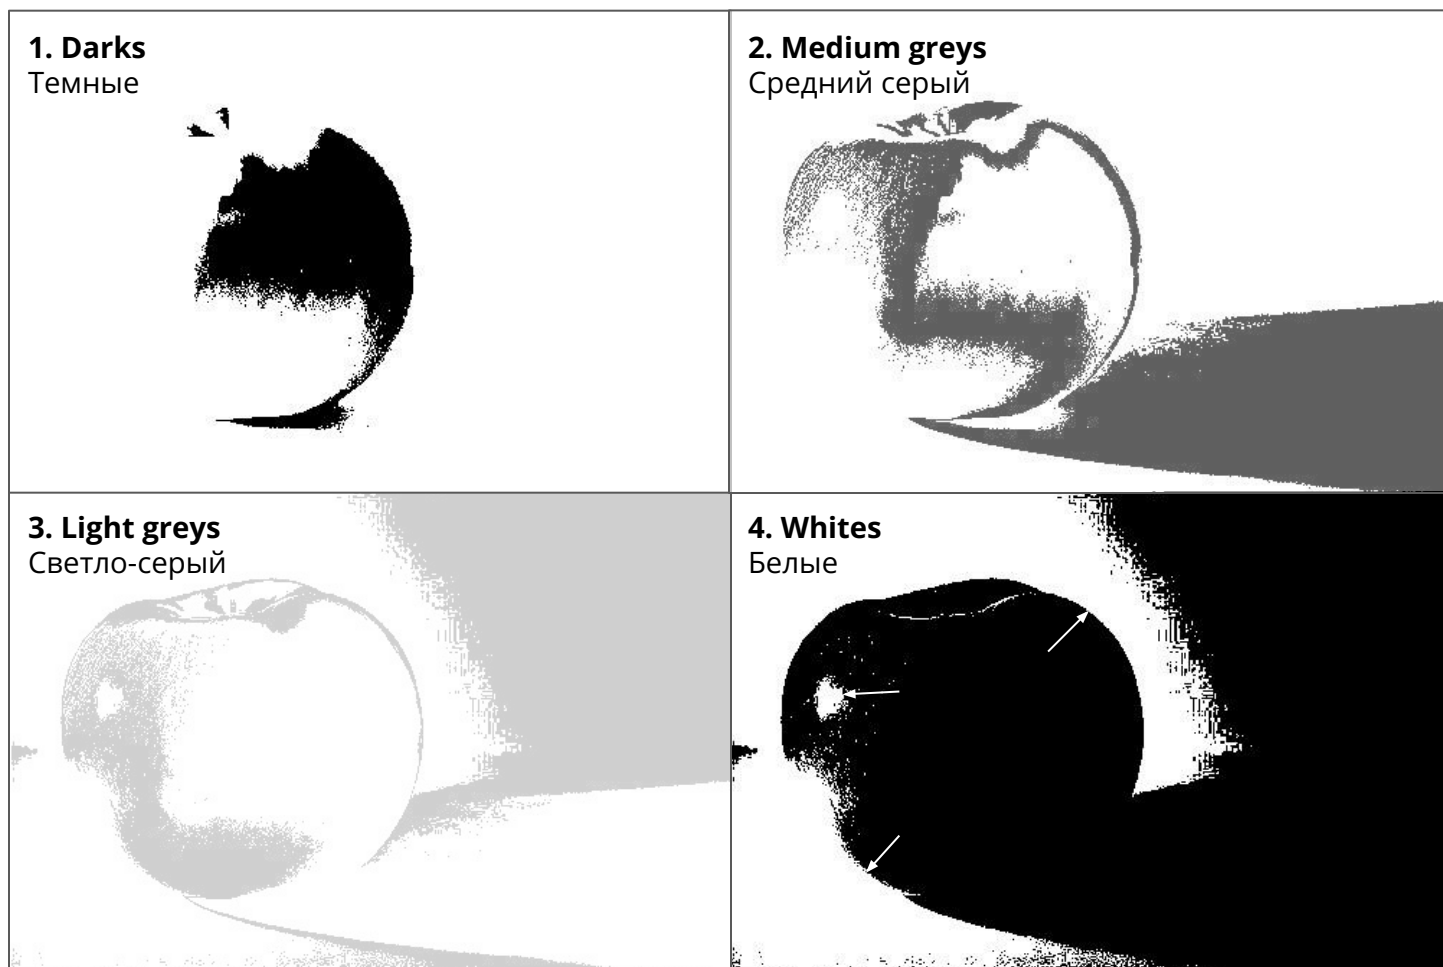 1. Darks
Темные
2. Medium greys
Средний серый
3. Light greys
Светло-серый
4. Whites
Белые